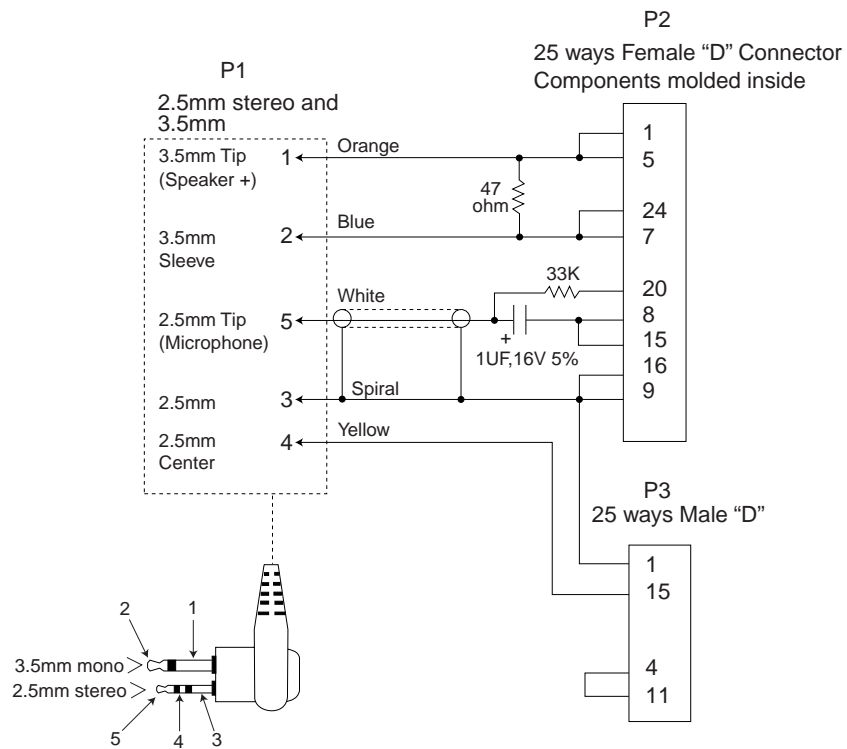 P2
25 ways Female “D” Connector
Components molded inside
P1
2.5mm stereo and
3.5mm
3.5mm Tip
(Speaker +)
1
Orange
1
5
47
ohm
24
7
3.5mm
Sleeve
2
Blue
33K
20
2.5mm Tip
(Microphone)
5
White
+
1UF,16V 5%
8
15
16
9
2.5mm
3
Spiral
2.5mm
Center
4
Yellow
P3
25 ways Male “D”
1
15
4
11
2
1
3.5mm mono
2.5mm stereo
5
4
3